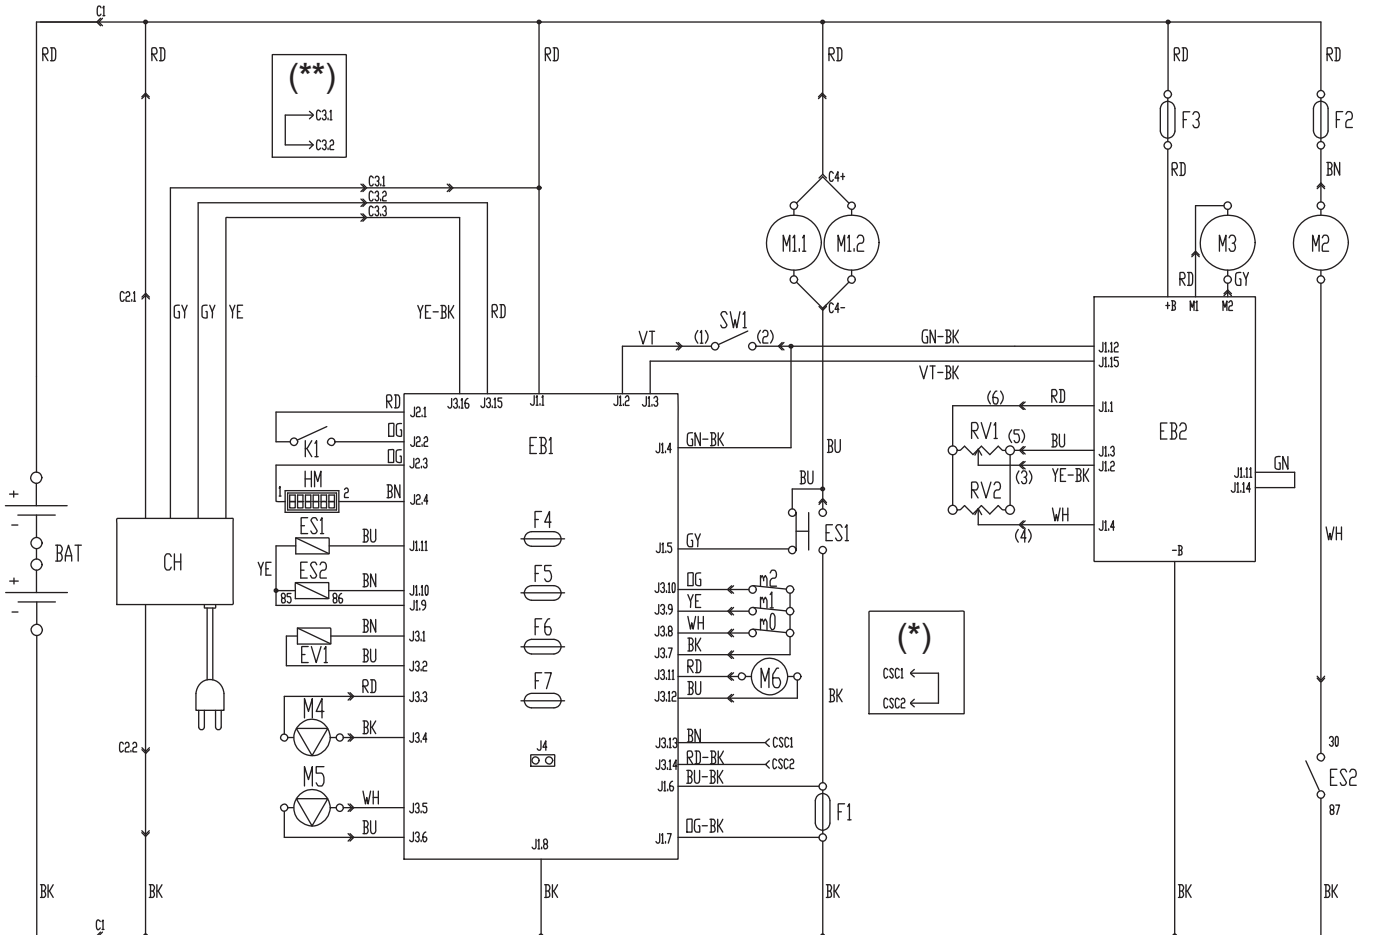 C1
RD RD RD RD RD RD
(**)
C3.1
C3.2
F3 F2
RD BN
C3.1
C3.2
C3.3
C4+
M1.1 M1.2 M3 M2
RD GY
C2.1
GY GY YE YE-BK RD
C4-
+B M1 M2
SW1
VT (1) (2) GN-BK J1.12
VT-BK J1.15
RD J2.1 J3.16 J3.15 J1.1 J1.2 J1.3
(6) RD J1.1
OG J2.2
K1
EB1
GN-BK J1.4
BU
RV1 (5) BU J1.3
EB2
OG J2.3
(3) YE-BK J1.2
HM
1 2 BN J2.4
BU
RV2
J1.11 GN
J1.14
F4
ES1
BU J1.11
GY J1.5
ES1
WH J1.4
(4)
WH
+
-
BAT
+
-
CH
-B
YE
ES2
85 86
BN J1.10
J1.9
F5
OG J3.10 m2
YE J3.9 m1
WH J3.8 m0
BK J3.7
EV1
BN J3.1
BU J3.2
F6
(*)
CSC1
CSC2
RD J3.11 M6
BU J3.12
BK
F7
M4
RD J3.3
BK J3.4
J4
BN J3.13 CSC1
RD-BK J3.14 CSC2
BU-BK J1.6
C2.2
M5
WH J3.5
BU J3.6
F1
OG-BK J1.7
30
ES2
87
J1.8
BK BK BK BK BK BK
C1